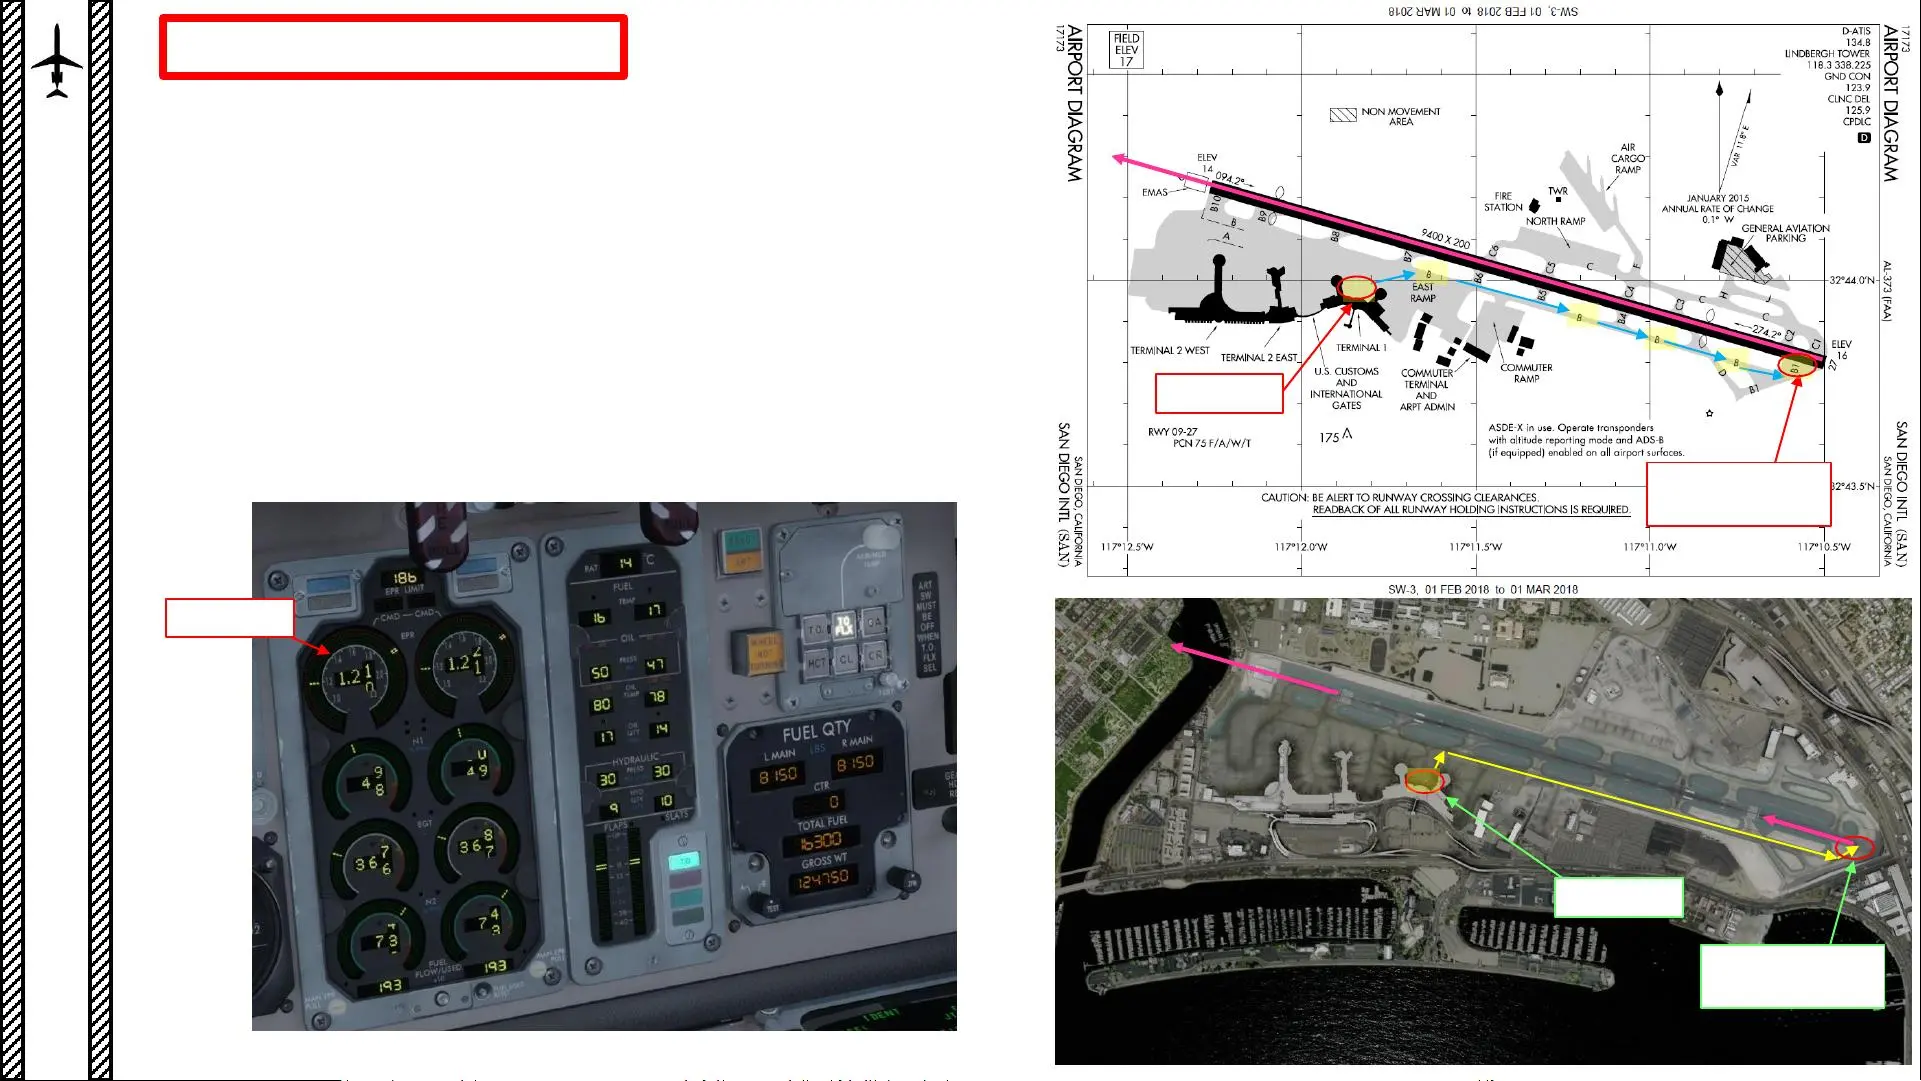 SW-3, 01 FEB 2018 to 01 MAR 2018
17173
AIRPORT DIAGRAM
FIELD
ELEV
17
D-ATIS
134.8
LINDBERGH TOWER
118.3 338.225
GND CON
123.9
CLNC DEL
125.9
CPDLC
D
17173
AIRPORT DIAGRAM
NON MOVEMENT
AREA
VAR 11.8° E
JANUARY 2015
ANNUAL RATE OF CHANGE
0.1° W
AIR
CARGO
RAMP
FIRE
STATION
TWR
NORTH RAMP
GENERAL AVIATION
PARKING
ELEV
14
094.2°
EMAS
B10
B
A
B9
B8
9400 X 200
B7
B
EAST
RAMP
B6
C6
C5
C
F
B5
B
C4
B4
B
C3
H
J
C
274.2°
C2
C1
B
D
B1
B1
ELEV
16
27
32°44.0'N
AL-373 (FAA)
TERMINAL 2 WEST
TERMINAL 2 EAST
TERMINAL 1
U.S. CUSTOMS
AND
INTERNATIONAL
GATES
COMMUTER
TERMINAL
AND
ARPT ADMIN
COMMUTER
RAMP
RWY 09-27
PCN 75 F/A/W/T
175
ASDE-X in use. Operate transponders
with altitude reporting mode and ADS-B
(if equipped) enabled on all airport surfaces.
32°43.5'N
CAUTION: BE ALERT TO RUNWAY CROSSING CLEARANCES.
READBACK OF ALL RUNWAY HOLDING INSTRUCTIONS IS REQUIRED.
117°12.5'W
117°12.0'W
117°11.5'W
117°11.0'W
117°10.5'W
SAN DIEGO, CALIFORNIA
SAN DIEGO INTL (SAN)
SAN DIEGO, CALIFORNIA
SAN DIEGO INTL (SAN)
SW-3, 01 FEB 2018 to 01 MAR 2018
186
EPR LIMIT
CMD
CMD
EPR
N1
EGT
N2
FUEL
FLOW/USED
193
193
RAT
14
C
FUEL
TEMP
16
17
OIL
PRESS
50
47
OIL
TEMP
80
78
OIL
QTY
17
14
HYDRAULIC
PRESS
30
30
HYD
QTY
9
10
FLAPS
SLATS
T/O
ART
WHEEL
NOT
TURNING
ASSUMED
TEMP
T.O.
TO
FLX
GA
MCT
CL
CR
TEST
ART
SW
MUST
BE
OFF
WHEN
T.O.
FLX
SEL
FUEL QTY
L MAIN
LBS
R MAIN
8150
8150
CTR
0
TOTAL FUEL
16300
GROSS WT
124750
TEST
IDENT